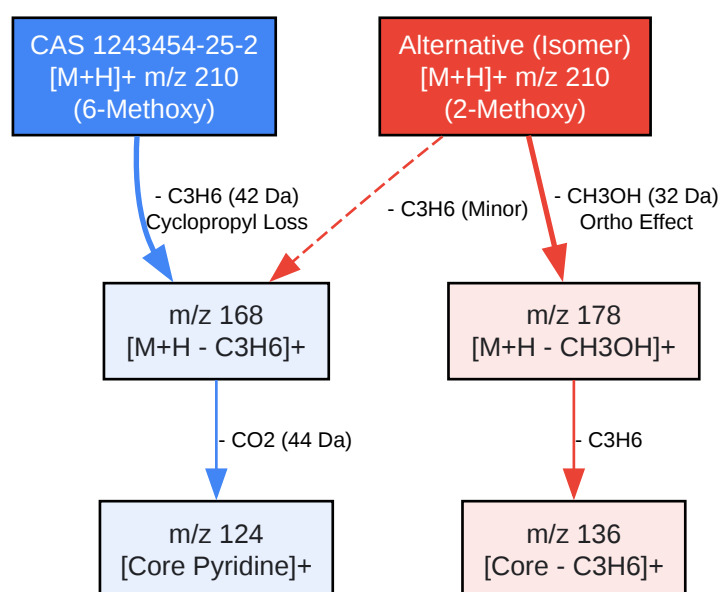 CAS 1243454-25-2
[M+H]+ m/z 210
(6-Methoxy)
Alternative (Isomer)
[M+H]+ m/z 210
(2-Methoxy)
- C3H6 (42 Da)
Cyclopropyl Loss
- C3H6 (Minor)
- CH3OH (32 Da)
Ortho Effect
m/z 168
[M+H - C3H6]+
m/z 178
[M+H - CH3OH]+
- CO2 (44 Da)
- C3H6
m/z 124
[Core Pyridine]+
m/z 136
[Core - C3H6]+